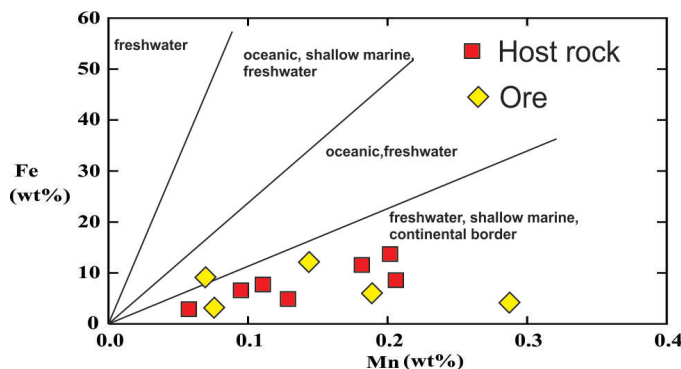 60
50
40
30
20
10
0
Fe
(wt%)
freshwater
oceanic, shallow marine,
freshwater
oceanic,freshwater
freshwater, shallow marine,
continental border
Host rock
Ore
0.0 0.1 0.2 0.3 0.4
Mn (wt%)